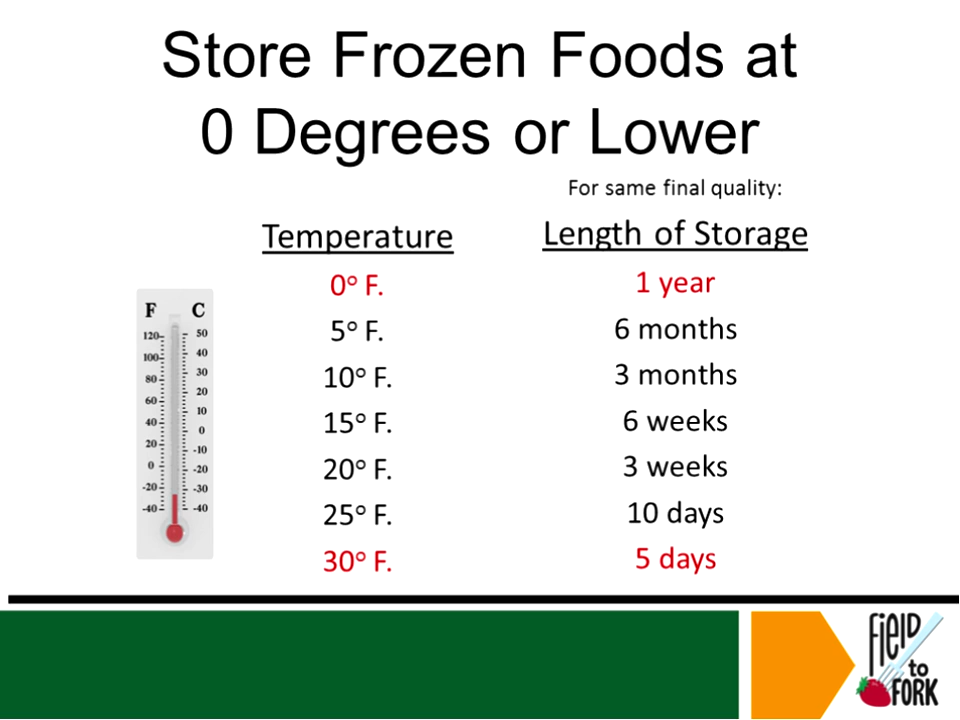 Store Frozen Foods at
0 Degrees or Lower
For same final quality:
Temperature Length of Storage
0° F. 1 year
5° F. 6 months
10° F. 3 months
15° F. 6 weeks
20° F. 3 weeks
25° F. 10 days
30° F. 5 days
F C
120 50
100 40
80 30
60 20
40 10
20 0
0 -10
-20 -20
-40 -30
-40
field
to
FORK